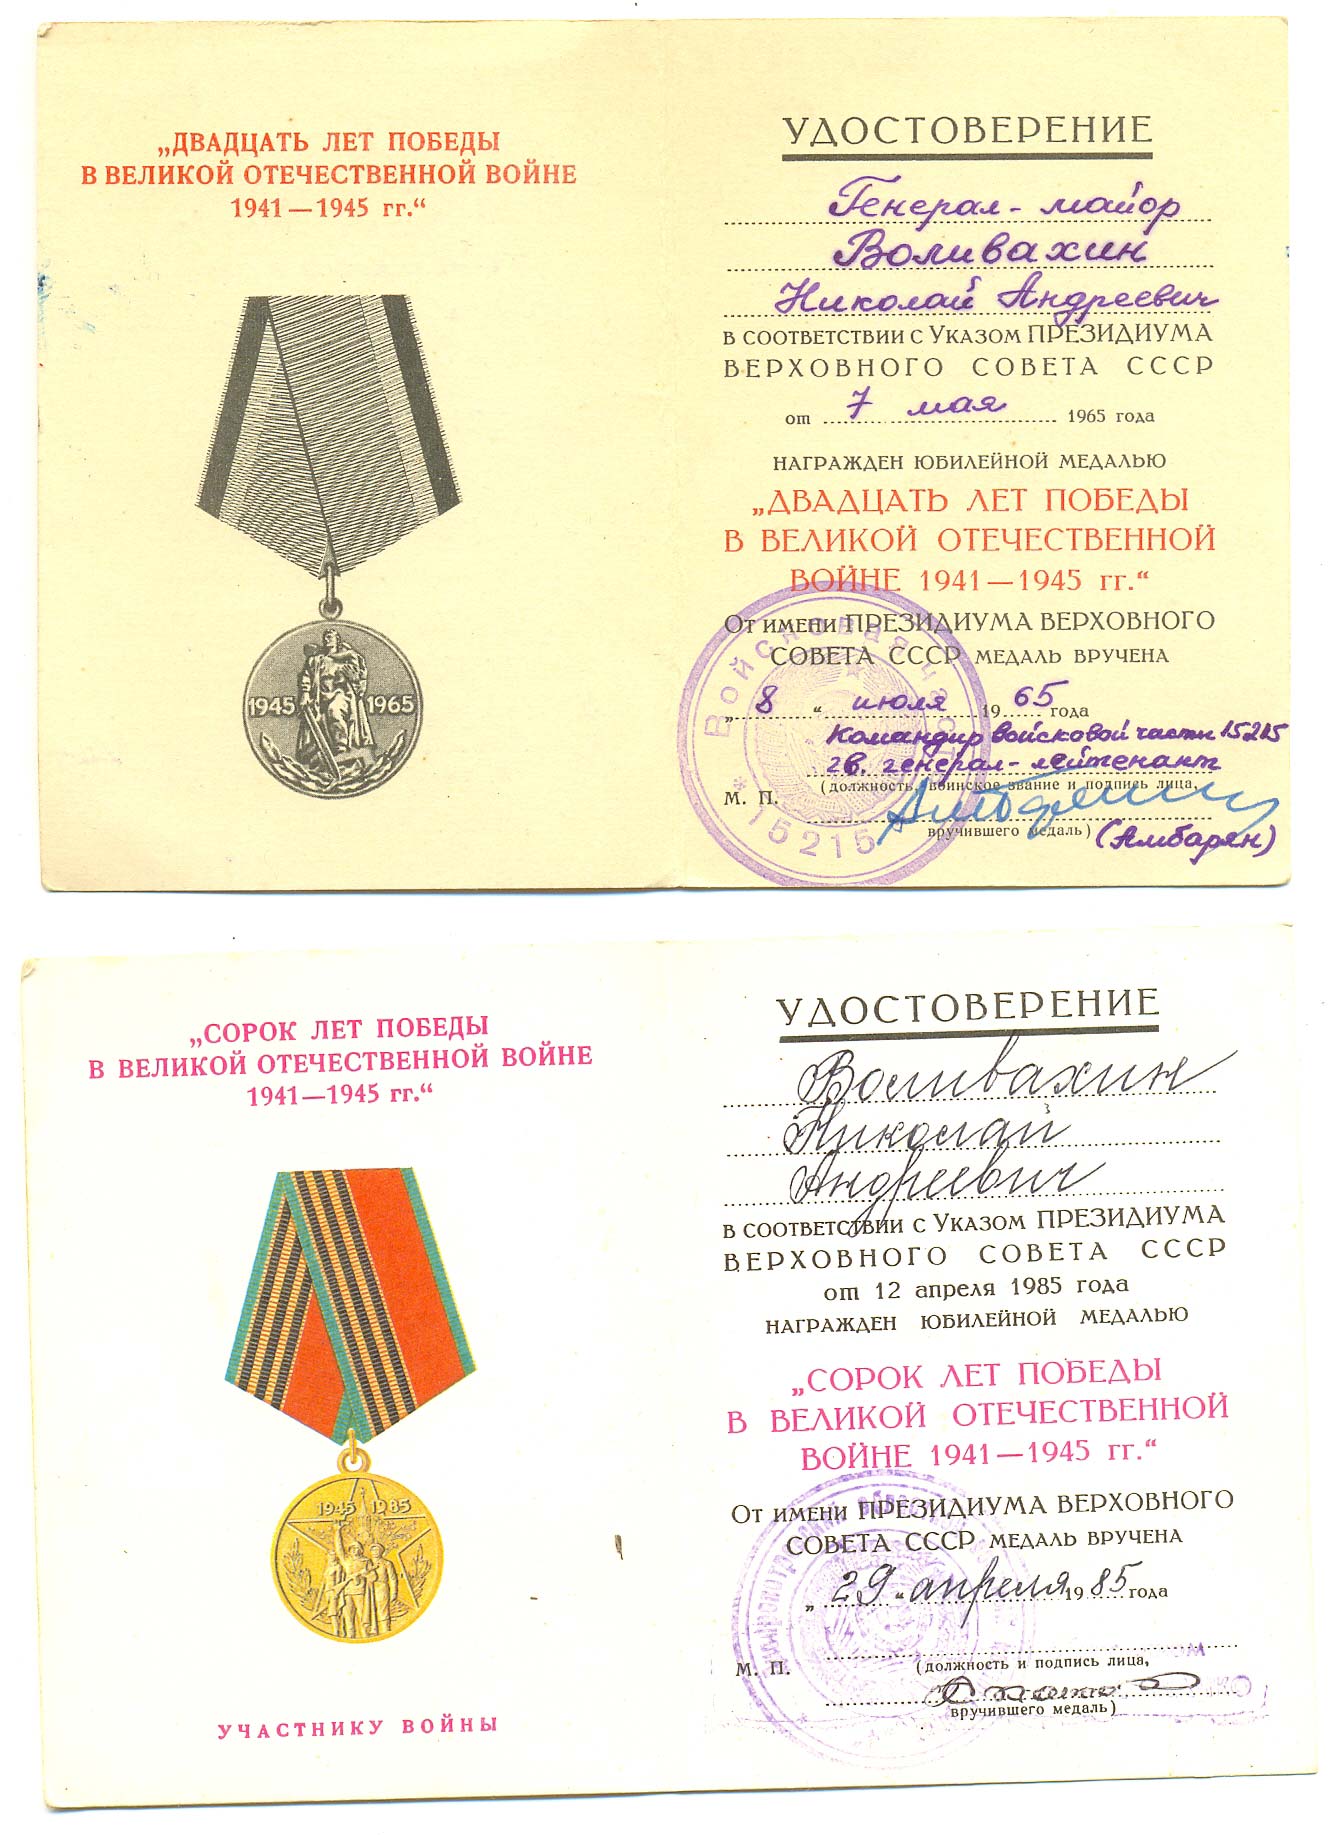 „ДВАДЦАТЬ ЛЕТ ПОБЕДЫ
В ВЕЛИКОЙ ОТЕЧЕСТВЕННОЙ ВОЙНЕ
1941—1945 гг.“
1945 1965
УДОСТОВЕРЕНИЕ
Генерал-майор
Воливахин
Николай Андреевич
в соответствии с Указом ПРЕЗИДИУМА
ВЕРХОВНОГО СОВЕТА СССР
от 7 мая 1965 года
НАГРАЖДЕН ЮБИЛЕЙНОЙ МЕДАЛЬЮ
„ДВАДЦАТЬ ЛЕТ ПОБЕДЫ
В ВЕЛИКОЙ ОТЕЧЕСТВЕННОЙ
ВОЙНЕ 1941—1945 гг.“
От имени ПРЕЗИДИУМА ВЕРХОВНОГО
СОВЕТА СССР МЕДАЛЬ ВРУЧЕНА
„8“ июля 1965 года
Командир войсковой части 15215
гв. генерал-лейтенант
(должность, воинское звание и подпись лица,
М. П.
вручившего медаль)
(Амбарян)
Войсковая часть
* 15215
„СОРОК ЛЕТ ПОБЕДЫ
В ВЕЛИКОЙ ОТЕЧЕСТВЕННОЙ ВОЙНЕ
1941—1945 гг.“
1945 1985
УЧАСТНИКУ ВОЙНЫ
УДОСТОВЕРЕНИЕ
Воливахин
Николай
Андреевич
в соответствии с Указом ПРЕЗИДИУМА
ВЕРХОВНОГО СОВЕТА СССР
от 12 апреля 1985 года
НАГРАЖДЕН ЮБИЛЕЙНОЙ МЕДАЛЬЮ
„СОРОК ЛЕТ ПОБЕДЫ
В ВЕЛИКОЙ ОТЕЧЕСТВЕННОЙ
ВОЙНЕ 1941—1945 гг.“
От имени ПРЕЗИДИУМА ВЕРХОВНОГО
СОВЕТА СССР МЕДАЛЬ ВРУЧЕНА
„29“ апреля 1985 года
М. П.
(должность и подпись лица,
вручившего медаль)